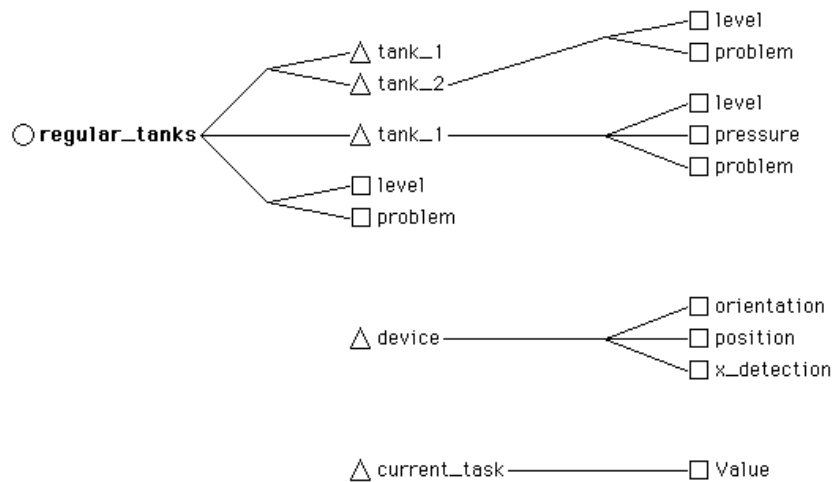 level
tank_1
problem
tank_2
level
regular_tanks
tank_1
pressure
problem
level
problem
orientation
device
position
x_detection
current_task
Value